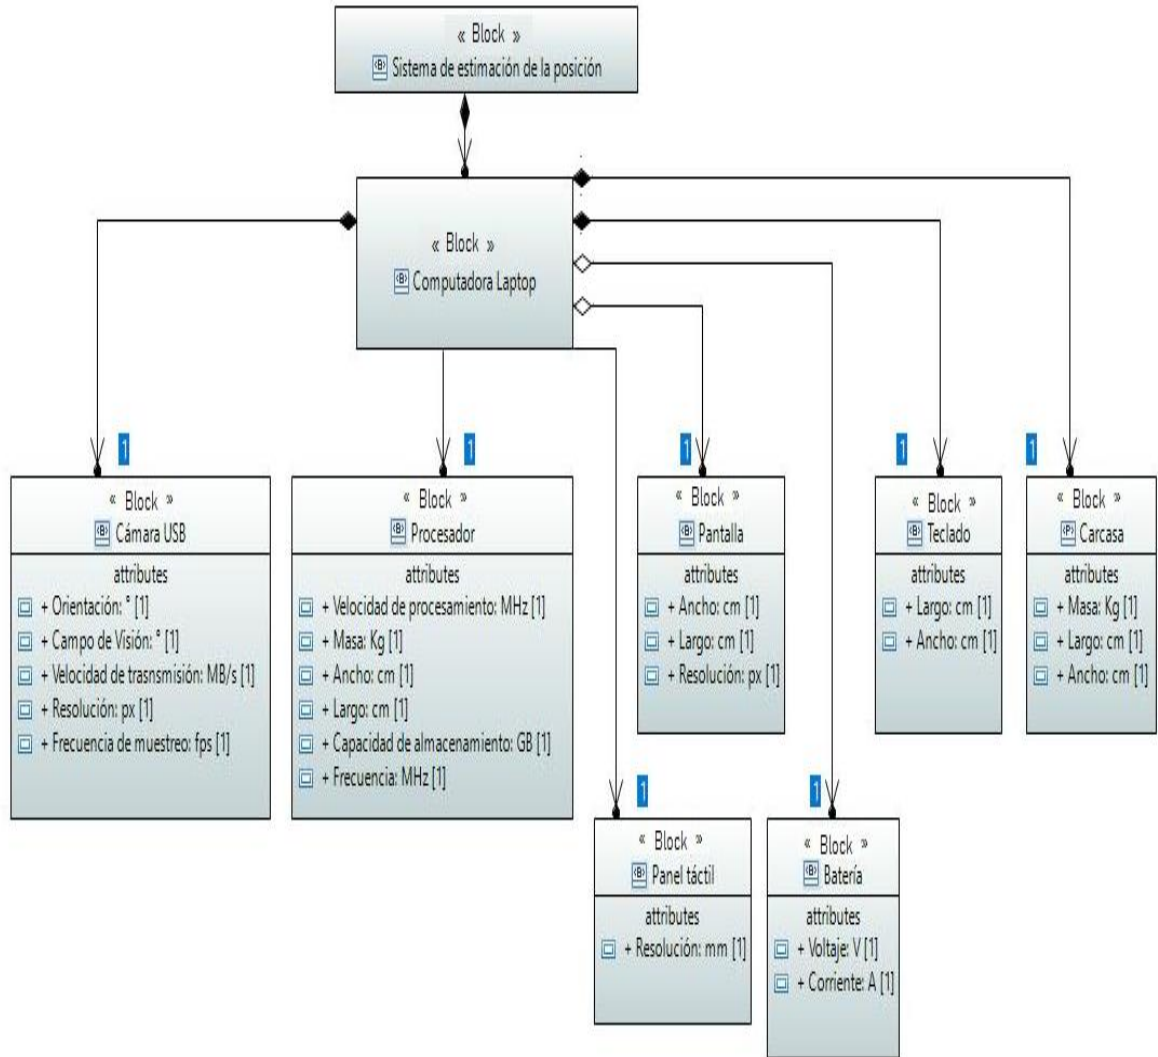 « Block »
Sistema de estimación de la posición
« Block »
Computadora Laptop
1
1
1
1
1
« Block »
Cámara USB
attributes
+ Orientación: ° [1]
+ Campo de Visión: ° [1]
+ Velocidad de trasnsmisión: MB/s [1]
+ Resolución: px [1]
+ Frecuencia de muestreo: fps [1]
« Block »
Procesador
attributes
+ Velocidad de procesamiento: MHz [1]
+ Masa: Kg [1]
+ Ancho: cm [1]
+ Largo: cm [1]
+ Capacidad de almacenamiento: GB [1]
+ Frecuencia: MHz [1]
« Block »
Pantalla
attributes
+ Ancho: cm [1]
+ Largo: cm [1]
+ Resolución: px [1]
« Block »
Teclado
attributes
+ Largo: cm [1]
+ Ancho: cm [1]
« Block »
Carcasa
attributes
+ Masa: Kg [1]
+ Largo: cm [1]
+ Ancho: cm [1]
1
1
« Block »
Panel táctil
attributes
+ Resolución: mm [1]
« Block »
Batería
attributes
+ Voltaje: V [1]
+ Corriente: A [1]